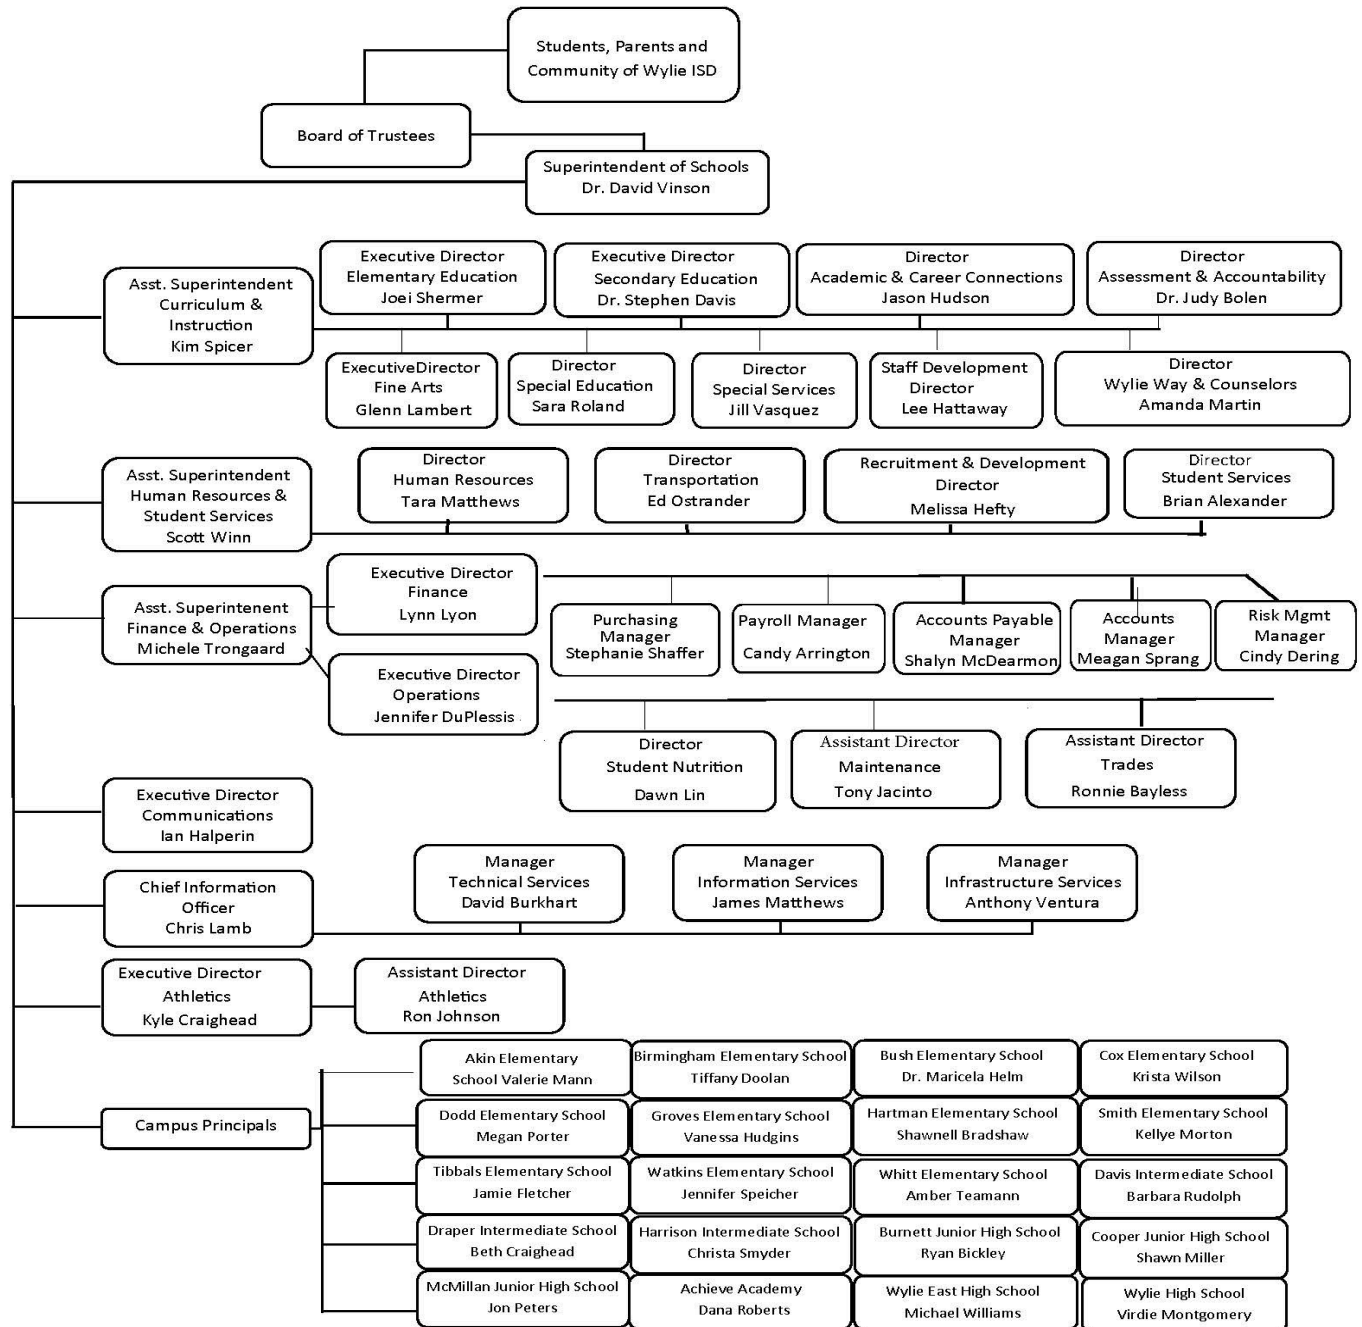 Students, Parents and
Community of Wylie ISD
Board of Trustees
Superintendent of Schools
Dr. David Vinson
Asst. Superintendent
Curriculum &
Instruction
Kim Spicer
Executive Director
Elementary Education
Joei Shermer
Executive Director
Secondary Education
Dr. Stephen Davis
Director
Academic & Career Connections
Jason Hudson
Director
Assessment & Accountability
Dr. Judy Bolen
ExecutiveDirector
Fine Arts
Glenn Lambert
Director
Special Education
Sara Roland
Director
Special Services
Jill Vasquez
Staff Development
Director
Lee Hattaway
Director
Wylie Way & Counselors
Amanda Martin
Asst. Superintendent
Human Resources &
Student Services
Scott Winn
Director
Human Resources
Tara Matthews
Director
Transportation
Ed Ostrander
Recruitment & Development
Director
Melissa Hefty
Director
Student Services
Brian Alexander
Asst. Superintenent
Finance & Operations
Michele Trongaard
Executive Director
Finance
Lynn Lyon
Purchasing
Manager
Stephanie Shaffer
Payroll Manager
Candy Arrington
Accounts Payable
Manager
Shalyn McDearmon
Accounts
Manager
Meagan Sprang
Risk Mgmt
Manager
Cindy Dering
Executive Director
Operations
Jennifer DuPlessis
Director
Student Nutrition
Dawn Lin
Assistant Director
Maintenance
Tony Jacinto
Assistant Director
Trades
Ronnie Bayless
Executive Director
Communications
Ian Halperin
Chief Information
Officer
Chris Lamb
Manager
Technical Services
David Burkhart
Manager
Information Services
James Matthews
Manager
Infrastructure Services
Anthony Ventura
Executive Director
Athletics
Kyle Craighead
Assistant Director
Athletics
Ron Johnson
Campus Principals
Akin Elementary
School Valerie Mann
Birmingham Elementary School
Tiffany Doolan
Bush Elementary School
Dr. Maricela Helm
Cox Elementary School
Krista Wilson
Dodd Elementary School
Megan Porter
Groves Elementary School
Vanessa Hudgins
Hartman Elementary School
Shawnell Bradshaw
Smith Elementary School
Kellye Morton
Tibbals Elementary School
Jamie Fletcher
Watkins Elementary School
Jennifer Speicher
Whitt Elementary School
Amber Teamann
Davis Intermediate School
Barbara Rudolph
Draper Intermediate School
Beth Craighead
Harrison Intermediate School
Christa Smyder
Burnett Junior High School
Ryan Bickley
Cooper Junior High School
Shawn Miller
McMillan Junior High School
Jon Peters
Achieve Academy
Dana Roberts
Wylie East High School
Michael Williams
Wylie High School
Virdie Montgomery